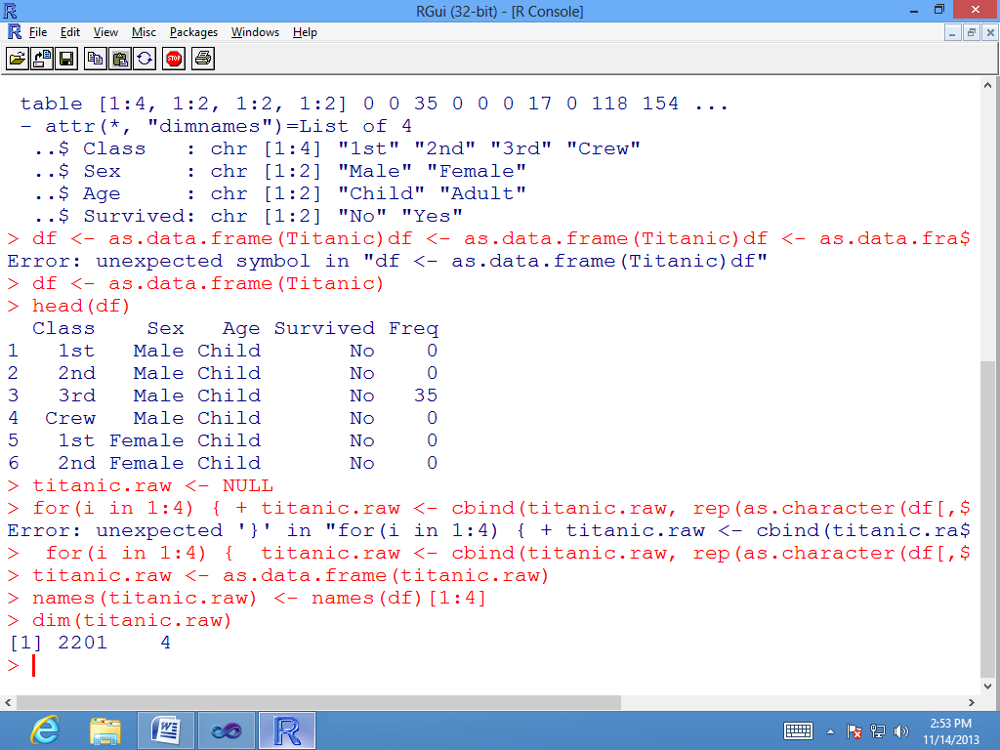 RGui (32-bit) - [R Console]
File Edit View Misc Packages Windows Help
STOP
table [1:4, 1:2, 1:2, 1:2] 0 0 35 0 0 0 17 0 118 154 ...
- attr(*, "dimnames")=List of 4
..$ Class   : chr [1:4] "1st" "2nd" "3rd" "Crew"
..$ Sex     : chr [1:2] "Male" "Female"
..$ Age     : chr [1:2] "Child" "Adult"
..$ Survived: chr [1:2] "No" "Yes"
> df <- as.data.frame(Titanic)df <- as.data.frame(Titanic)df <- as.data.fra$
Error: unexpected symbol in "df <- as.data.frame(Titanic)df"
> df <- as.data.frame(Titanic)
> head(df)
  Class    Sex   Age Survived Freq
1   1st   Male Child       No    0
2   2nd   Male Child       No    0
3   3rd   Male Child       No   35
4  Crew   Male Child       No    0
5   1st Female Child       No    0
6   2nd Female Child       No    0
> titanic.raw <- NULL
> for(i in 1:4) { + titanic.raw <- cbind(titanic.raw, rep(as.character(df[,$
Error: unexpected '}' in "for(i in 1:4) { + titanic.raw <- cbind(titanic.ra$
>  for(i in 1:4) {  titanic.raw <- cbind(titanic.raw, rep(as.character(df[,$
> titanic.raw <- as.data.frame(titanic.raw)
> names(titanic.raw) <- names(df)[1:4]
> dim(titanic.raw)
[1] 2201    4
>
2:53 PM
11/14/2013